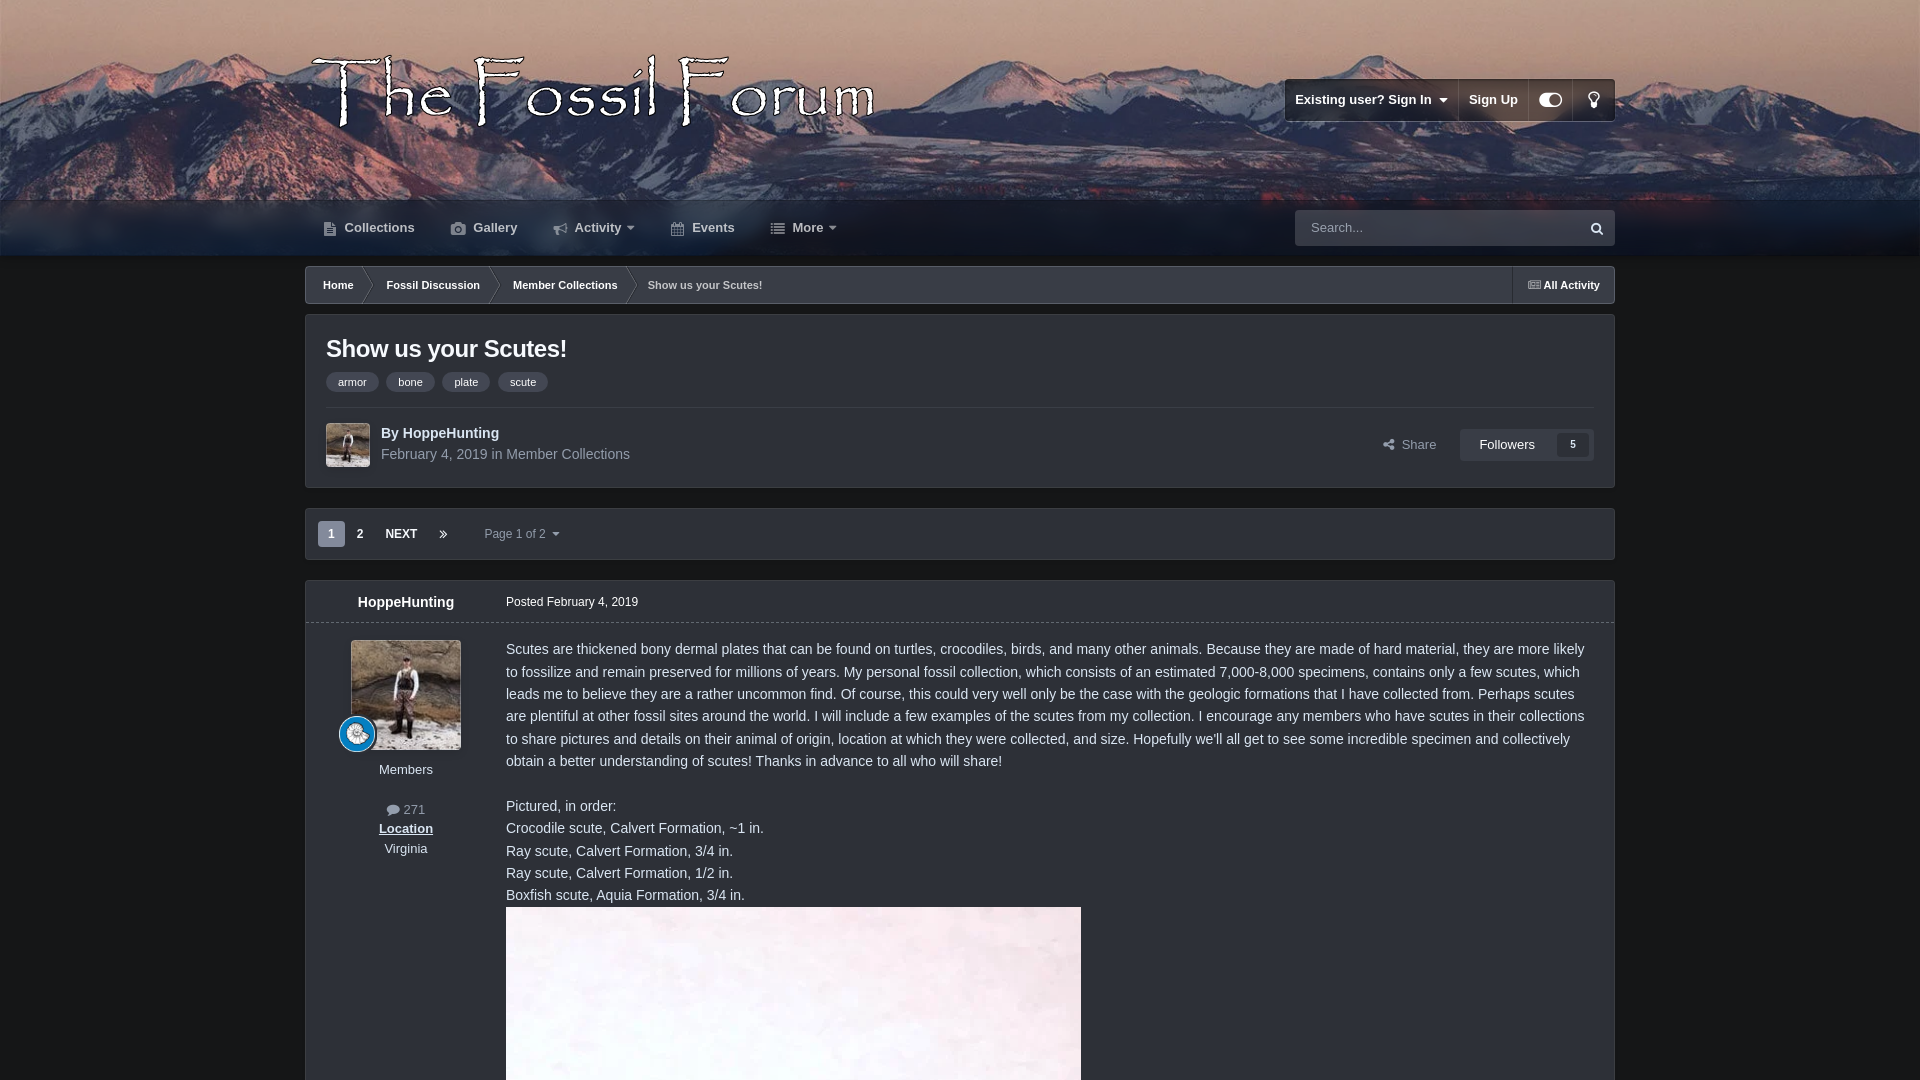 The Fossil Forum
Existing user? Sign In
Sign Up
Collections
Gallery
Activity
Events
More
Search...
Home
Fossil Discussion
Member Collections
Show us your Scutes!
All Activity
Show us your Scutes!
armor
bone
plate
scute
By HoppeHunting
February 4, 2019 in Member Collections
Share
Followers
5
1
2
NEXT
Page 1 of 2
HoppeHunting
Posted February 4, 2019
Scutes are thickened bony dermal plates that can be found on turtles, crocodiles, birds, and many other animals. Because they are made of hard material, they are more likely
to fossilize and remain preserved for millions of years. My personal fossil collection, which consists of an estimated 7,000-8,000 specimens, contains only a few scutes, which
leads me to believe they are a rather uncommon find. Of course, this could very well only be the case with the geologic formations that I have collected from. Perhaps scutes
are plentiful at other fossil sites around the world. I will include a few examples of the scutes from my collection. I encourage any members who have scutes in their collections
to share pictures and details on their animal of origin, location at which they were collected, and size. Hopefully we'll all get to see some incredible specimen and collectively
obtain a better understanding of scutes! Thanks in advance to all who will share!
Members
271
Location
Virginia
Pictured, in order:
Crocodile scute, Calvert Formation, ~1 in.
Ray scute, Calvert Formation, 3/4 in.
Ray scute, Calvert Formation, 1/2 in.
Boxfish scute, Aquia Formation, 3/4 in.